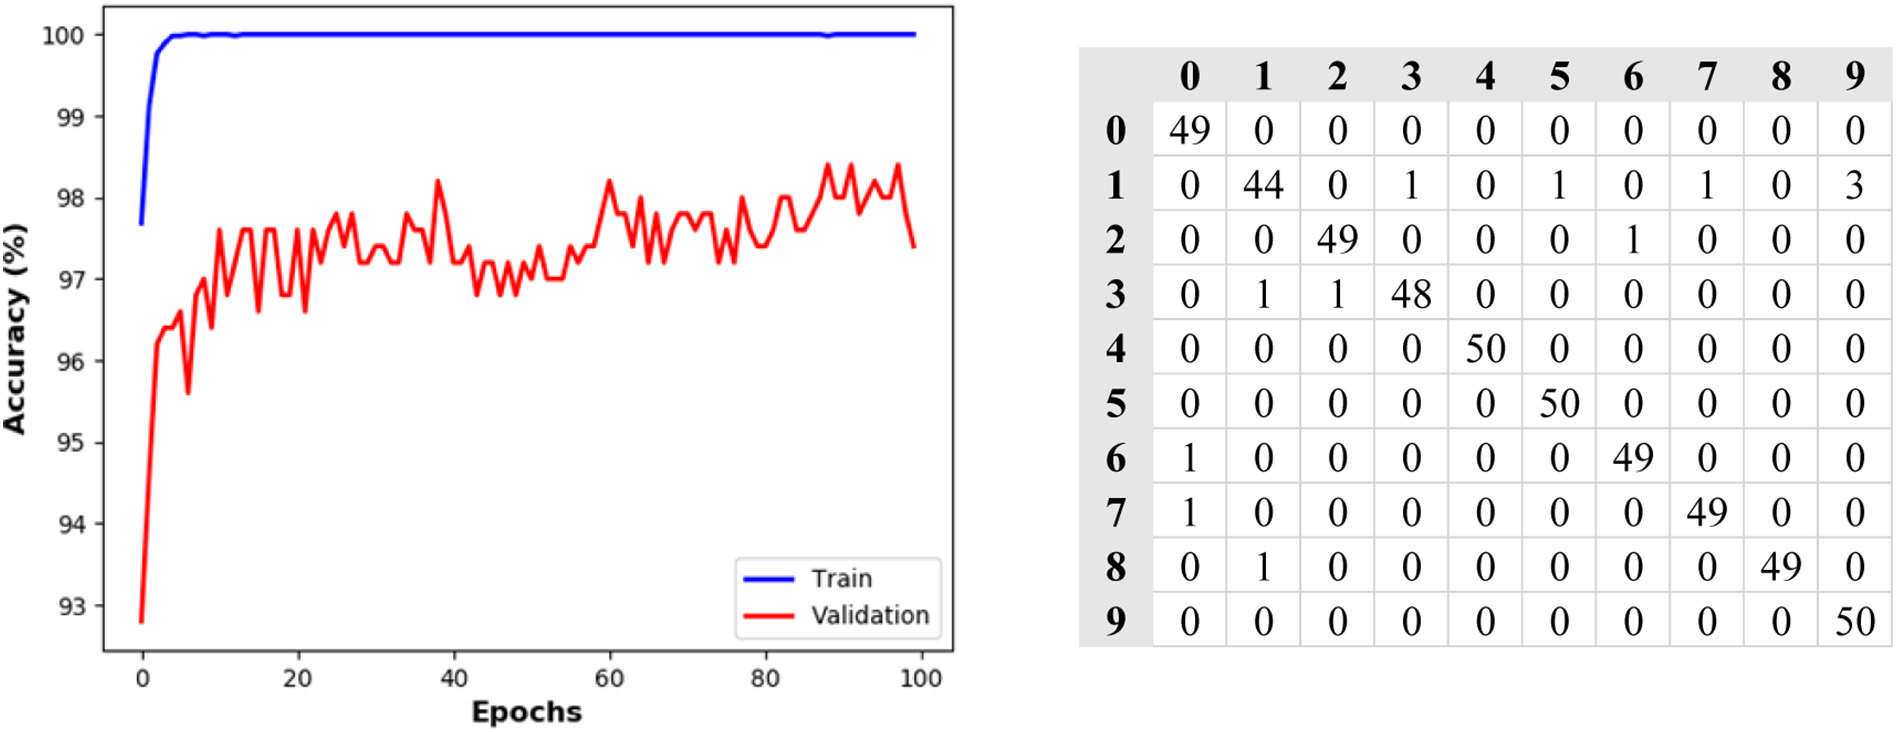 100
99
98
97
96
95
94
93
Accuracy (%)
0 20 40 60 80 100
Epochs
Train
Validation
0 1 2 3 4 5 6 7 8 9
0 49 0 0 0 0 0 0 0 0 0
1 0 44 0 1 0 1 0 1 0 3
2 0 0 49 0 0 0 1 0 0 0
3 0 1 1 48 0 0 0 0 0 0
4 0 0 0 0 50 0 0 0 0 0
5 0 0 0 0 0 50 0 0 0 0
6 1 0 0 0 0 0 49 0 0 0
7 1 0 0 0 0 0 0 49 0 0
8 0 1 0 0 0 0 0 0 49 0
9 0 0 0 0 0 0 0 0 0 50